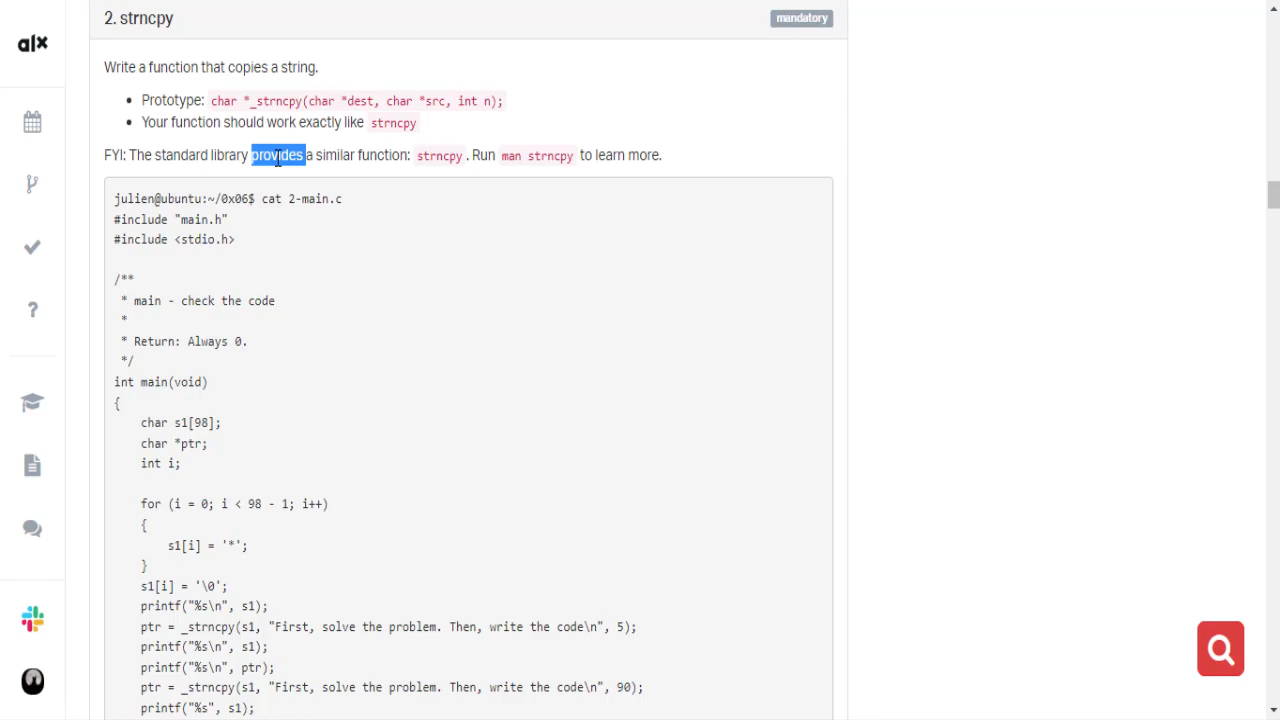 2. strncpy
mandatory
alx
Write a function that copies a string.
• Prototype: char *_strncpy(char *dest, char *src, int n);
• Your function should work exactly like strncpy
FYI: The standard library provides a similar function: strncpy. Run man strncpy to learn more.
julien@ubuntu:~/0x06$ cat 2-main.c
#include "main.h"
#include <stdio.h>
/**
 * main - check the code
 *
 * Return: Always 0.
 */
int main(void)
{
    char s1[98];
    char *ptr;
    int i;
    for (i = 0; i < 98 - 1; i++)
    {
        s1[i] = '*';
    }
    s1[i] = '\0';
    printf("%s\n", s1);
    ptr = _strncpy(s1, "First, solve the problem. Then, write the code\n", 5);
    printf("%s\n", s1);
    printf("%s\n", ptr);
    ptr = _strncpy(s1, "First, solve the problem. Then, write the code\n", 90);
    printf("%s", s1);